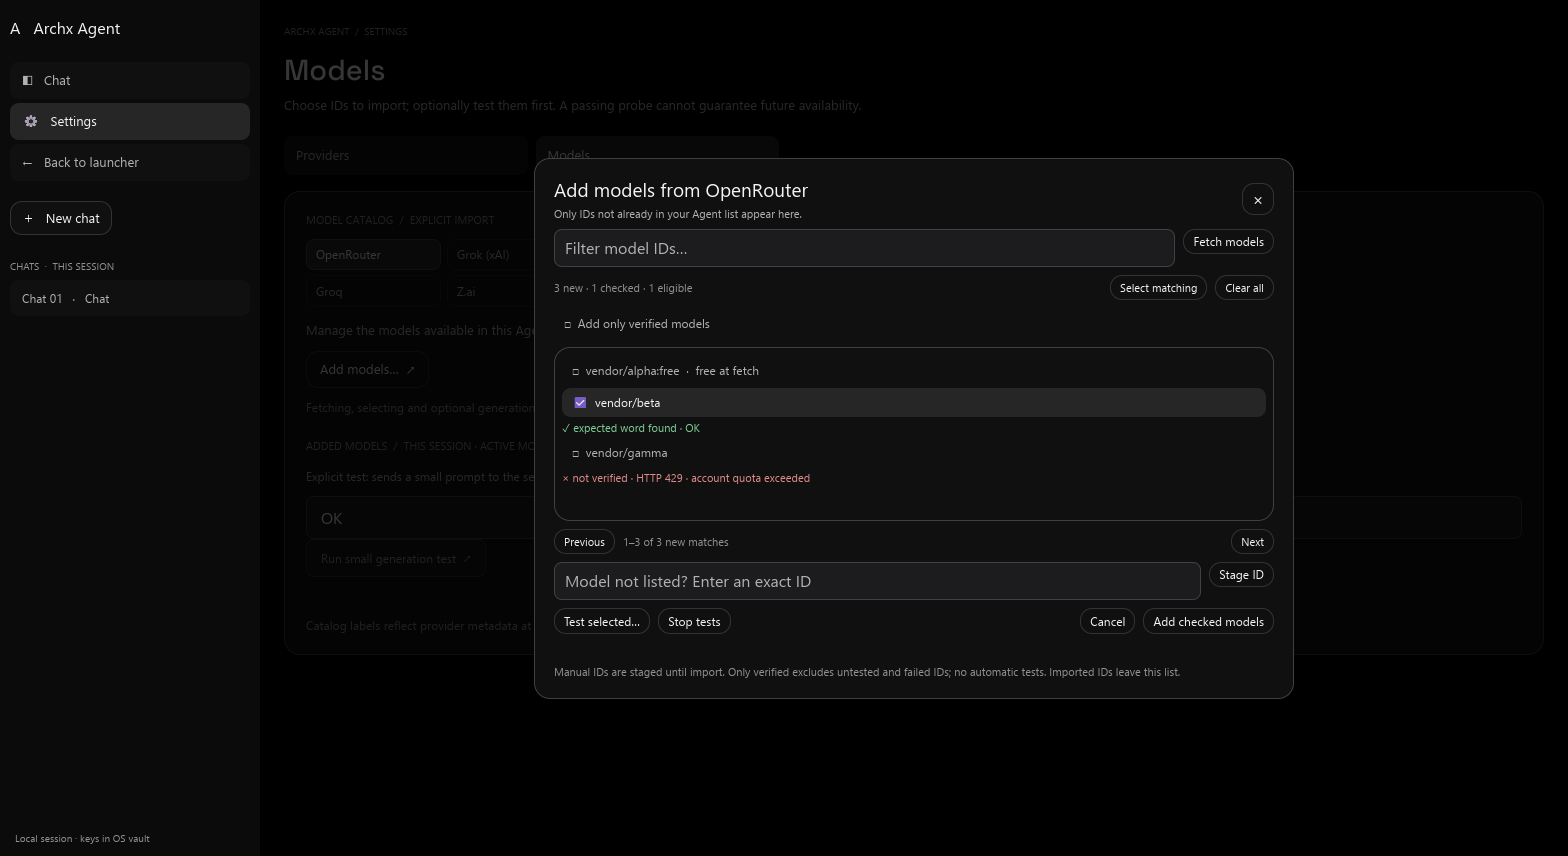 A Archx Agent
Chat
Settings
← Back to launcher
+ New chat
CHATS · THIS SESSION
Chat 01 · Chat
Local session · keys in OS vault
ARCHX AGENT / SETTINGS
Models
Choose IDs to import; optionally test them first. A passing probe cannot guarantee future availability.
Providers
Models
MODEL CATALOG / EXPLICIT IMPORT
OpenRouter
Grok (xAI)
Groq
Z.ai
Manage the models available in this Age
Add models... ↗
Fetching, selecting and optional generation
ADDED MODELS / THIS SESSION · ACTIVE MO
Explicit test: sends a small prompt to the se
OK
Run small generation test ↗
Catalog labels reflect provider metadata at
Add models from OpenRouter
×
Only IDs not already in your Agent list appear here.
Filter model IDs...
Fetch models
3 new · 1 checked · 1 eligible
Select matching
Clear all
Add only verified models
vendor/alpha:free · free at fetch
vendor/beta
✓ expected word found · OK
vendor/gamma
× not verified · HTTP 429 · account quota exceeded
Previous
1–3 of 3 new matches
Next
Model not listed? Enter an exact ID
Stage ID
Test selected...
Stop tests
Cancel
Add checked models
Manual IDs are staged until import. Only verified excludes untested and failed IDs; no automatic tests. Imported IDs leave this list.